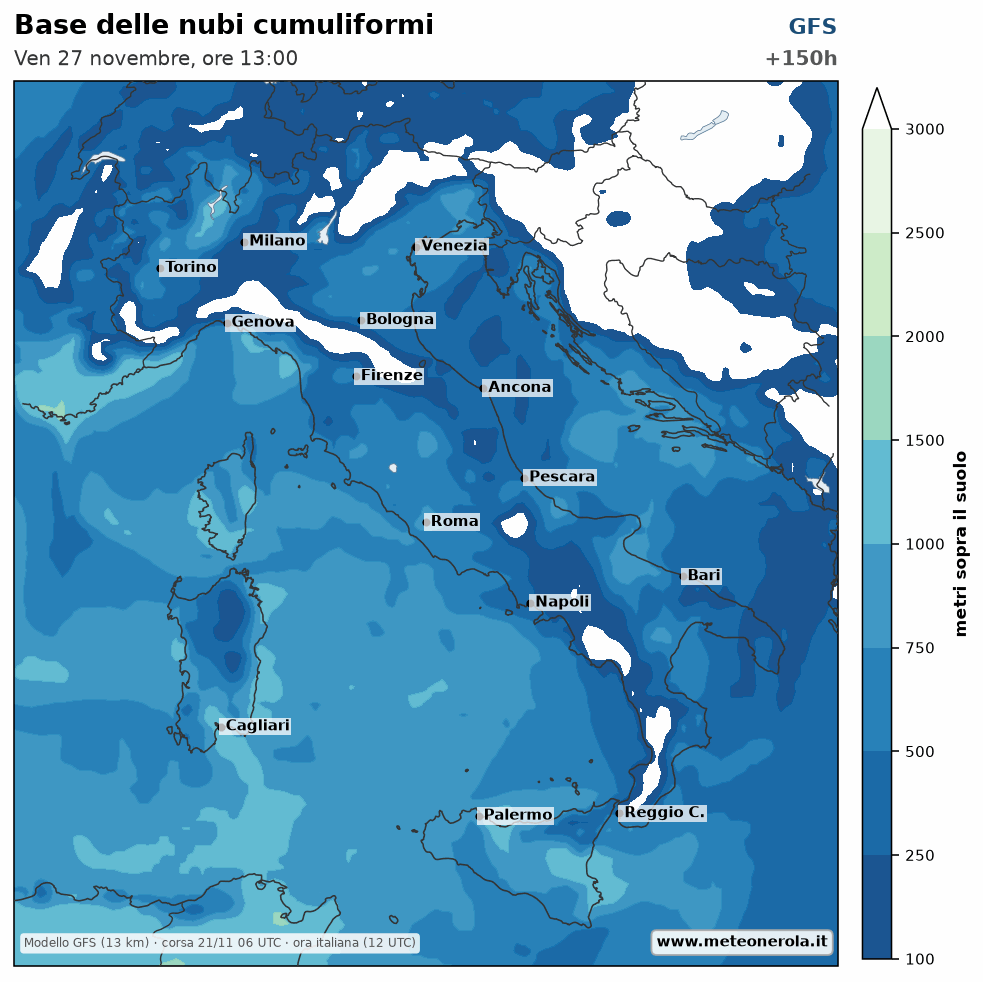 Base delle nubi cumuliformi
GFS
Ven 27 novembre, ore 13:00
+150h
3000
2500
2000
1500
1000
750
500
250
100
metri sopra il suolo
Milano
Venezia
Torino
Genova
Bologna
Firenze
Ancona
Pescara
Roma
Bari
Napoli
Cagliari
Palermo
Reggio C.
Modello GFS (13 km) · corsa 21/11 06 UTC · ora italiana (12 UTC)
www.meteonerola.it